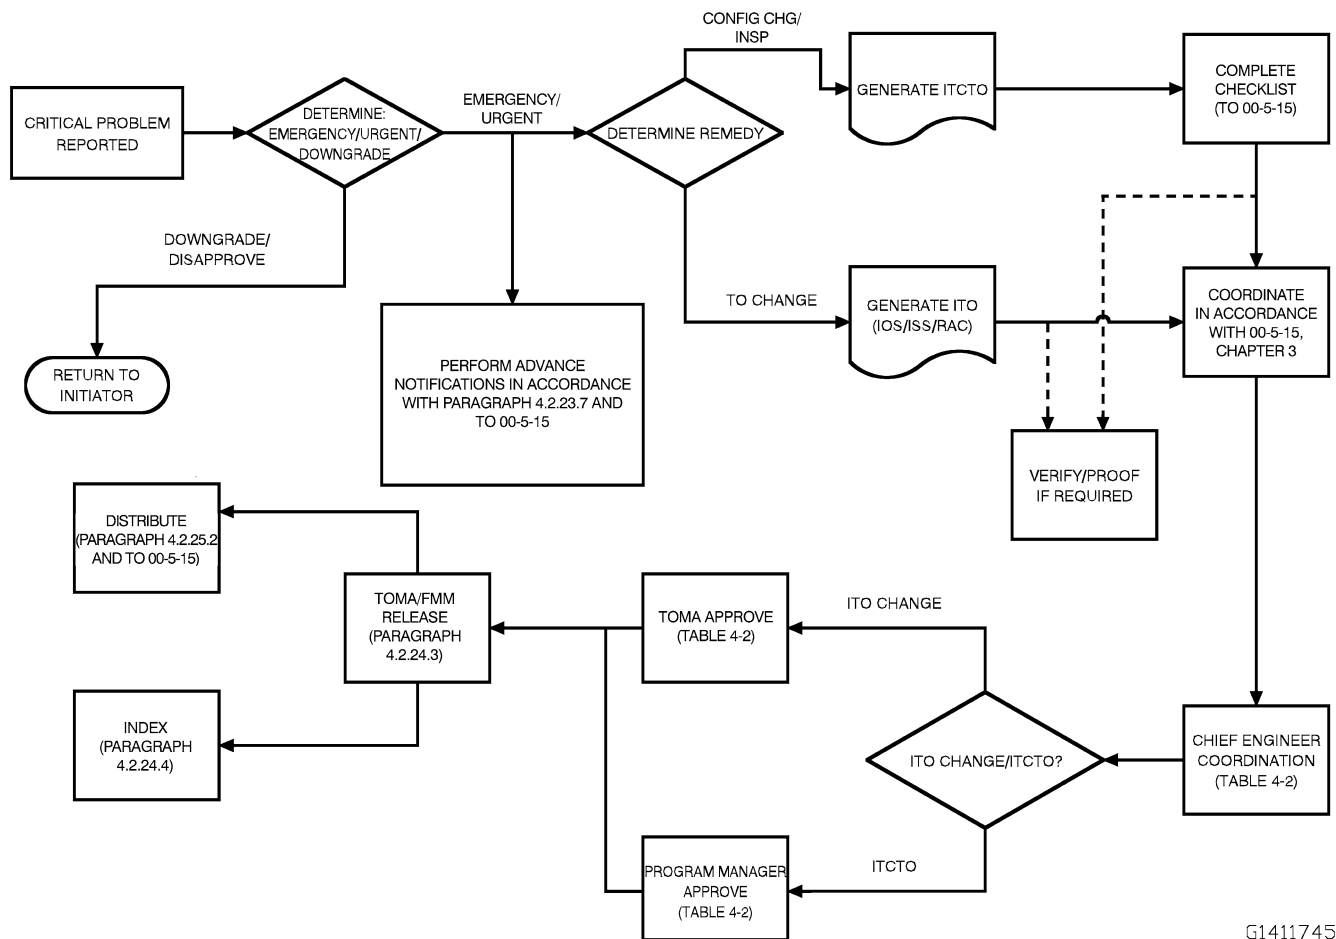 CONFIG CHG/
INSP
GENERATE ITCTO
COMPLETE
CHECKLIST
(TO 00-5-15)
CRITICAL PROBLEM
REPORTED
DETERMINE:
EMERGENCY/URGENT/
DOWNGRADE
EMERGENCY/
URGENT
DETERMINE REMEDY
DOWNGRADE/
DISAPPROVE
RETURN TO
INITIATOR
PERFORM ADVANCE
NOTIFICATIONS IN ACCORDANCE
WITH PARAGRAPH 4.2.23.7 AND
TO 00-5-15
TO CHANGE
GENERATE ITO
(IOS/ISS/RAC)
COORDINATE
IN ACCORDANCE
WITH 00-5-15,
CHAPTER 3
VERIFY/PROOF
IF REQUIRED
DISTRIBUTE
(PARAGRAPH 4.2.25.2
AND TO 00-5-15)
TOMA/FMM
RELEASE
(PARAGRAPH
4.2.24.3)
TOMA APPROVE
(TABLE 4-2)
ITO CHANGE
INDEX
(PARAGRAPH
4.2.24.4)
ITO CHANGE/ITCTO?
CHIEF ENGINEER
COORDINATION
(TABLE 4-2)
PROGRAM MANAGER
APPROVE
(TABLE 4-2)
ITCTO
G1411745